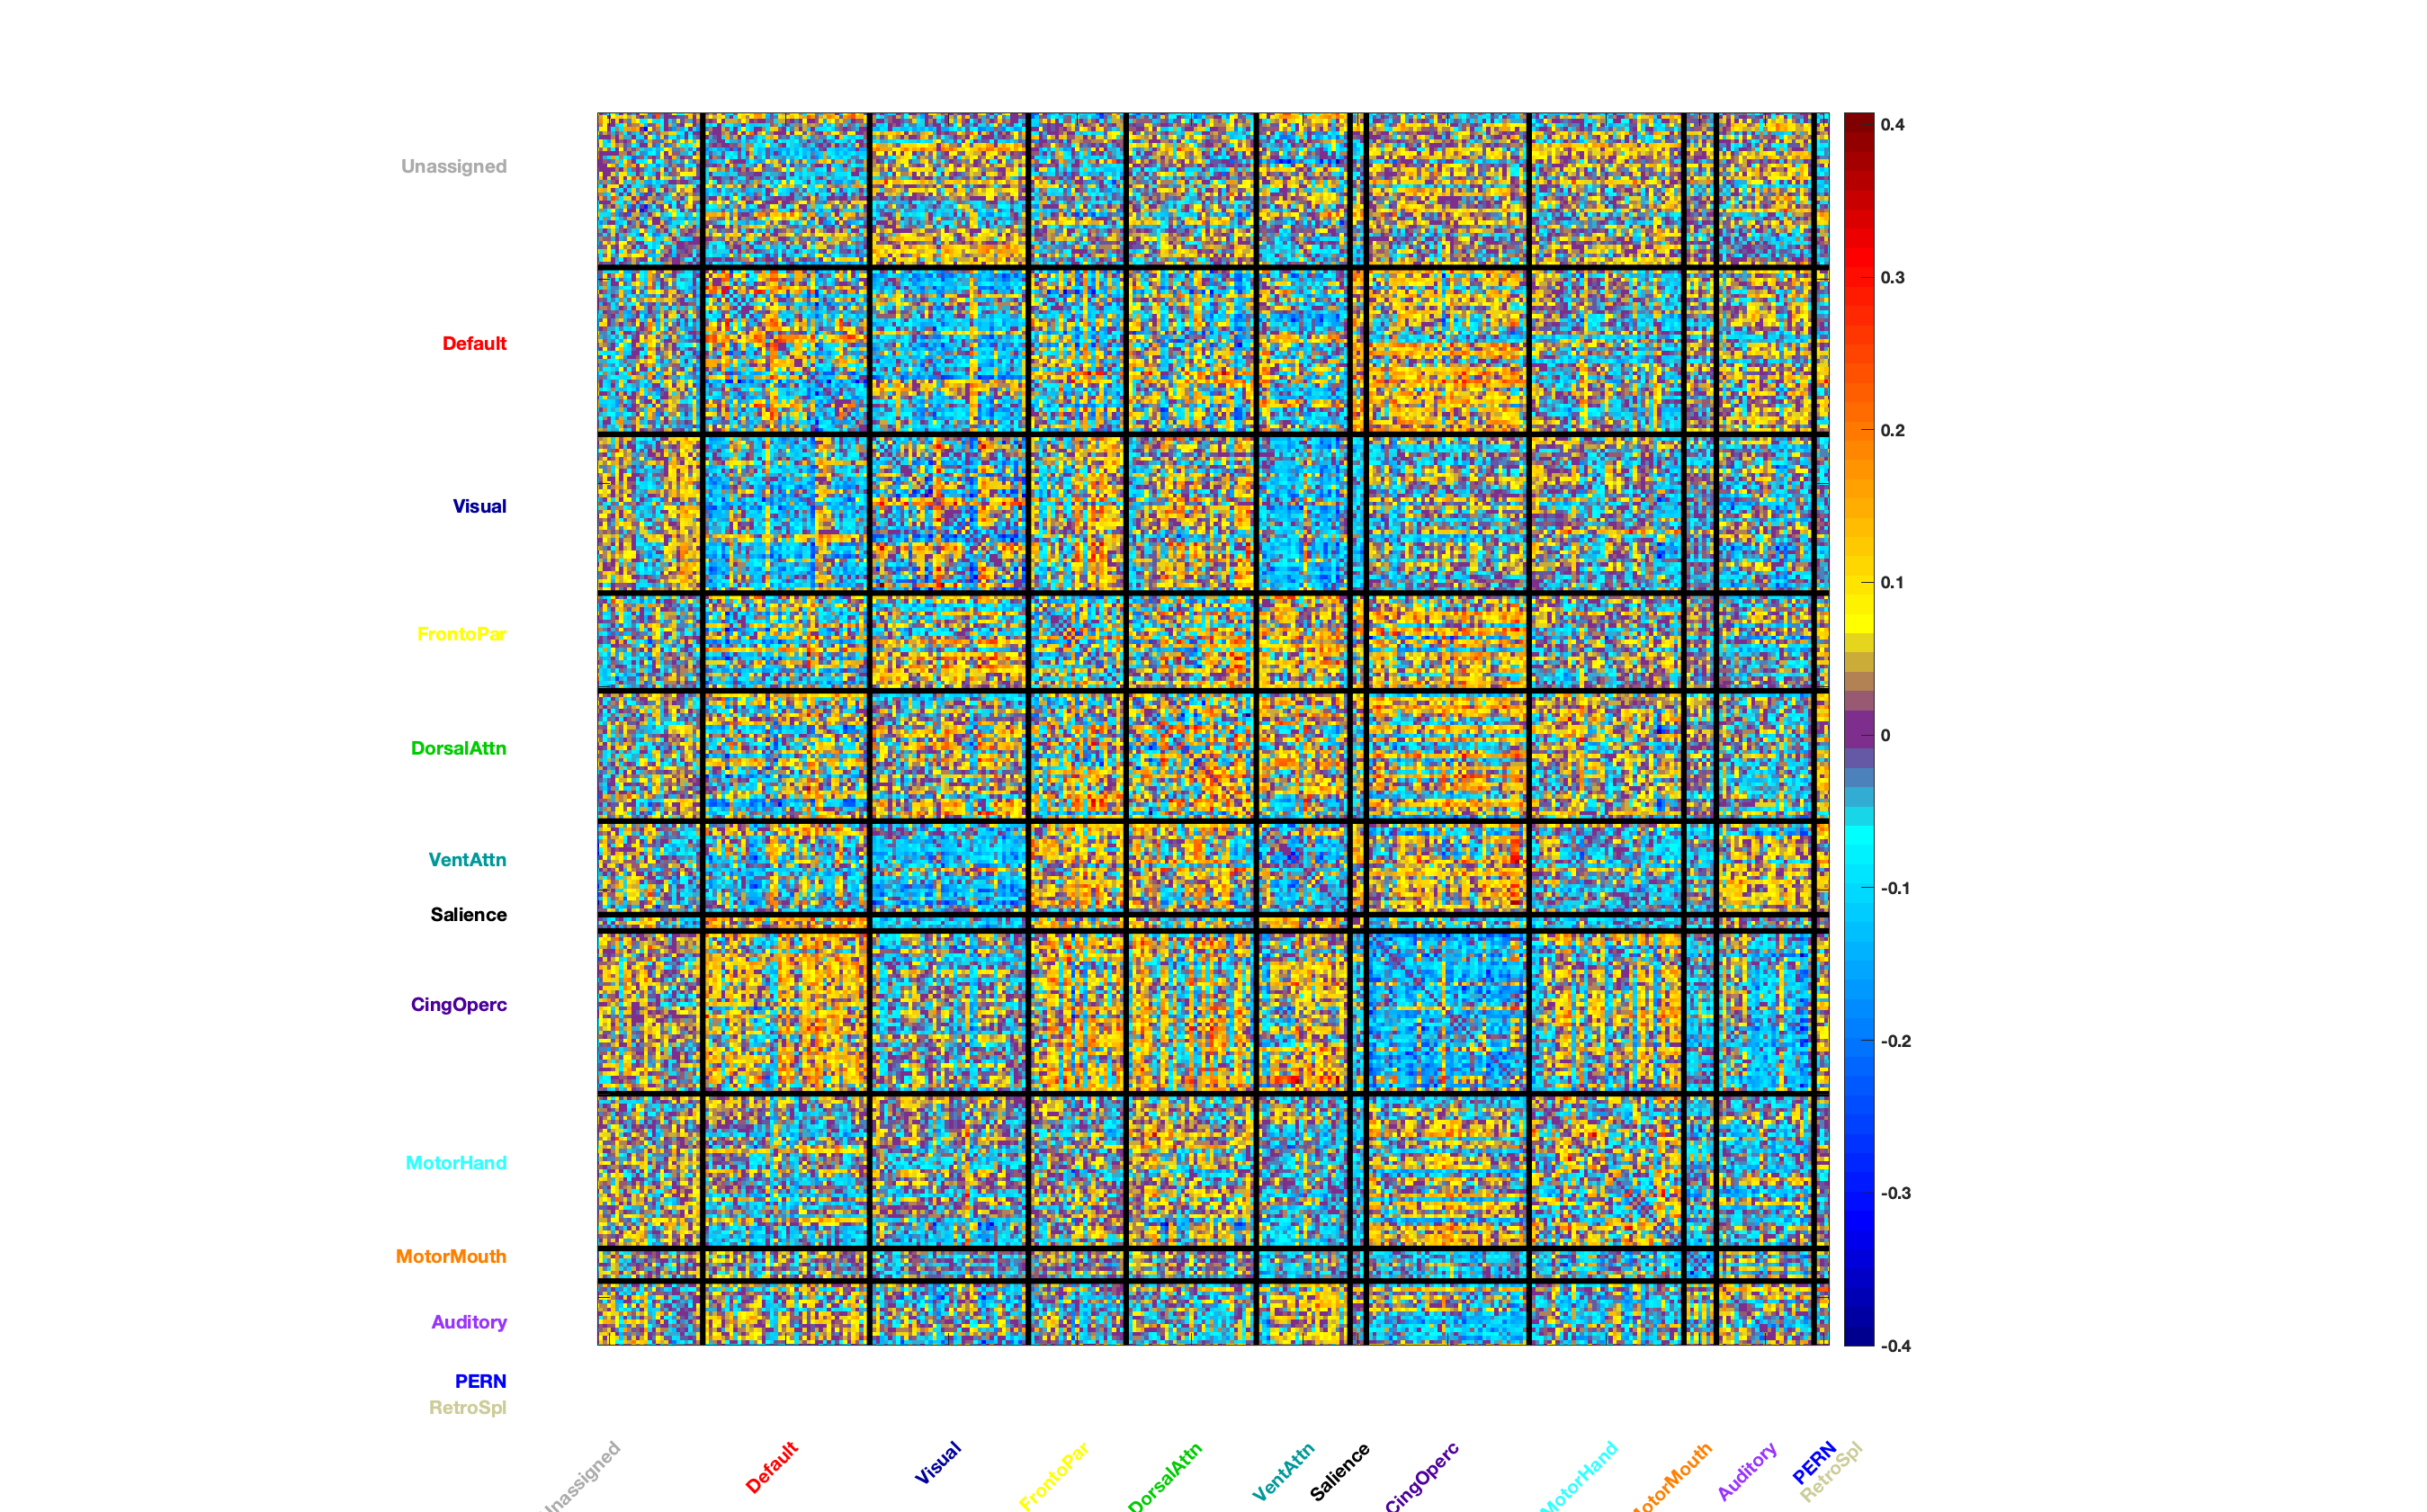 Unassigned
Default
Visual
FrontoPar
DorsalAttn
VentAttn
Salience
CingOperc
MotorHand
MotorMouth
Auditory
PERN
RetroSpl
0.4
0.3
0.2
0.1
0
-0.1
-0.2
-0.3
-0.4
Unassigned
Default
Visual
FrontoPar
DorsalAttn
VentAttn
Salience
CingOperc
MotorHand
MotorMouth
Auditory
PERN
RetroSpl